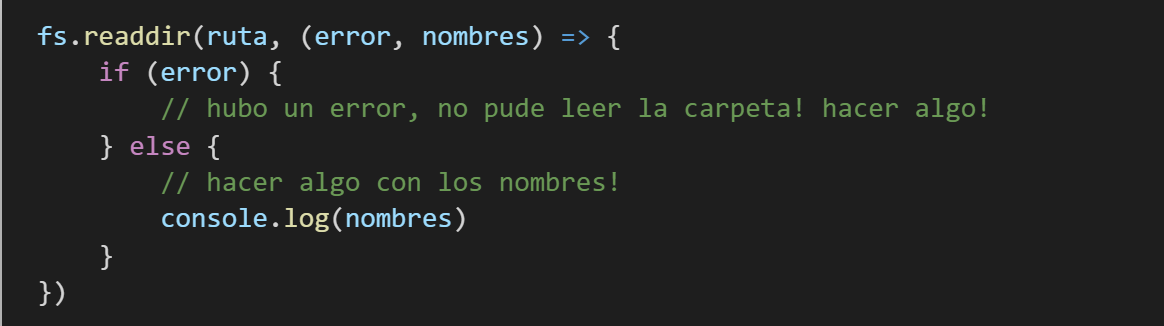 fs.readdir(ruta, (error, nombres) => {
    if (error) {
        // hubo un error, no pude leer la carpeta! hacer algo!
    } else {
        // hacer algo con los nombres!
        console.log(nombres)
    }
})